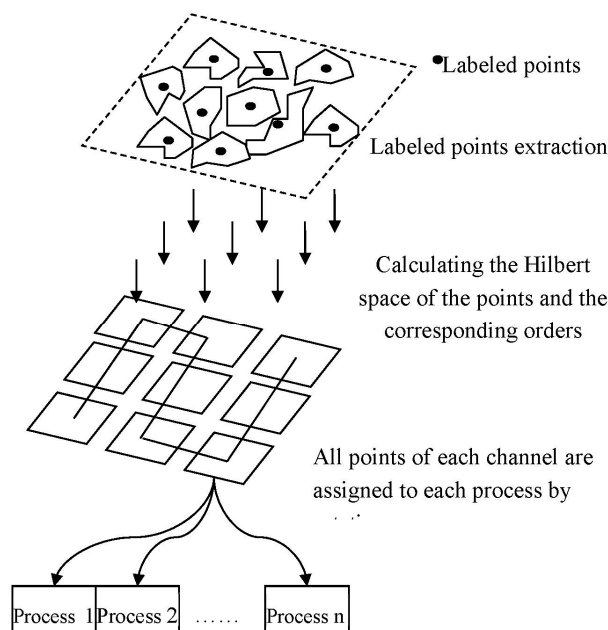 Labeled points
Labeled points extraction
Calculating the Hilbert
space of the points and the
corresponding orders
All points of each channel are
assigned to each process by
Process 1 Process 2 ...... Process n